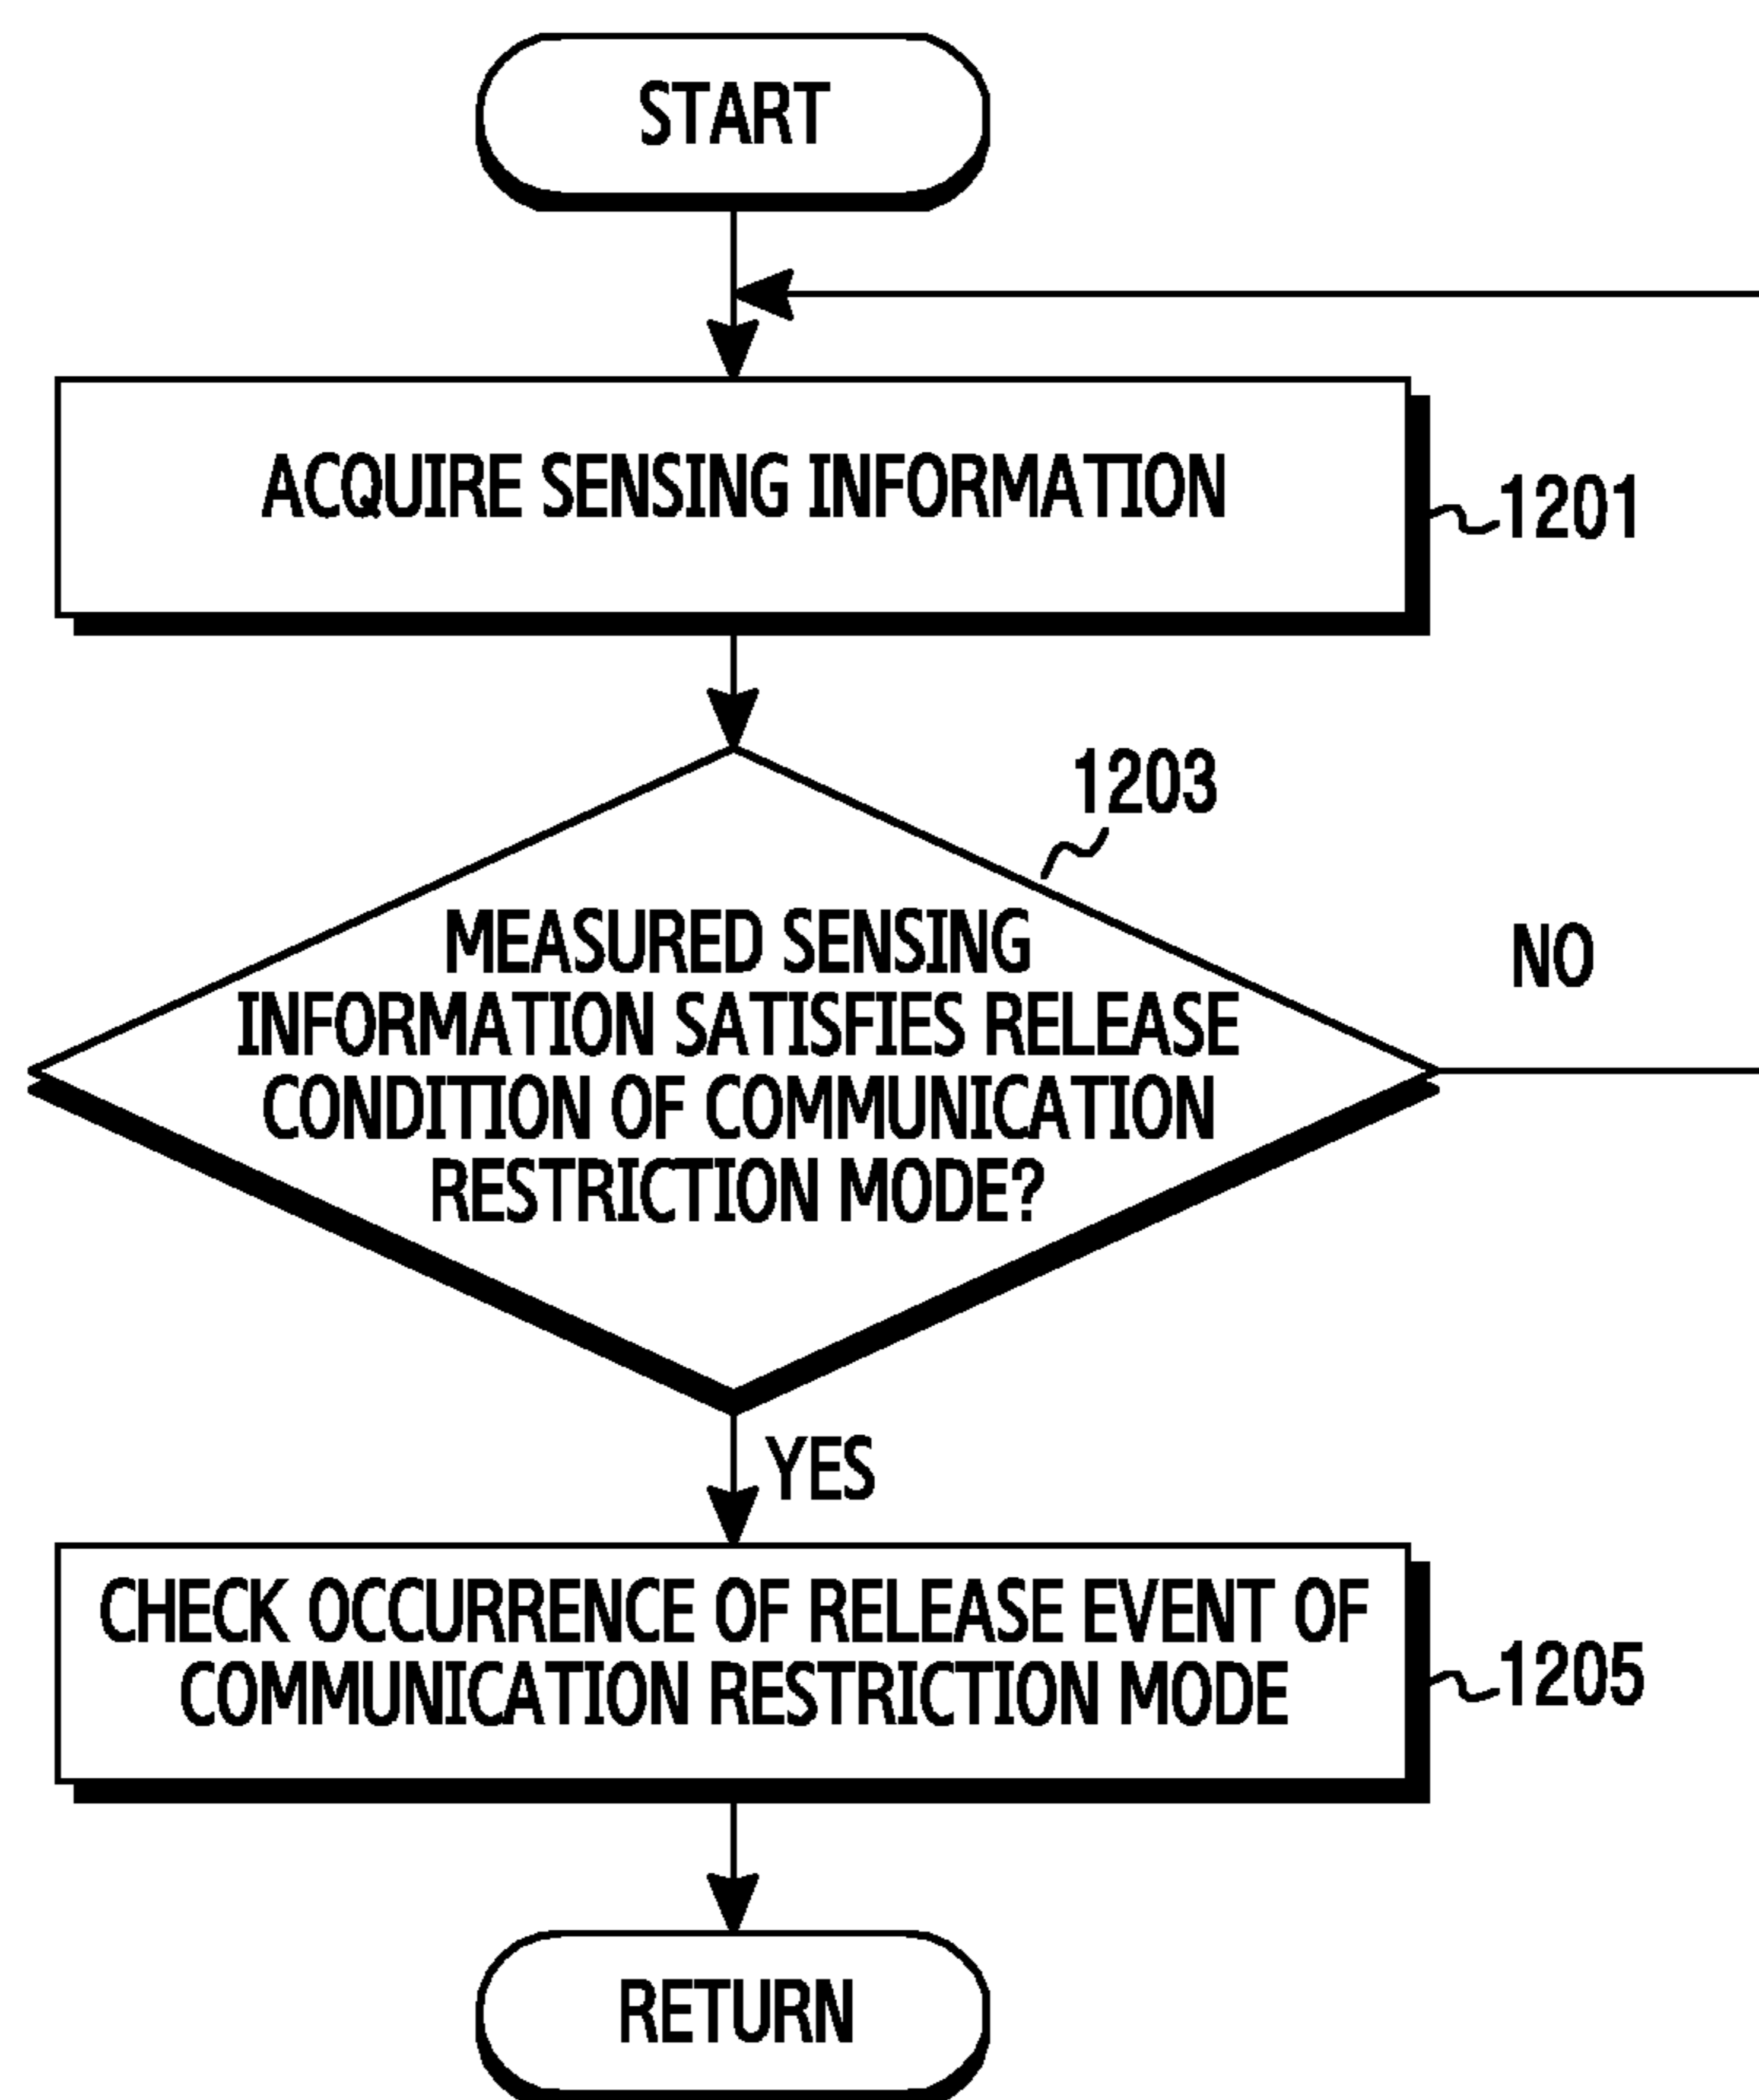 START
ACQUIRE SENSING INFORMATION
1201
1203
MEASURED SENSING
INFORMATION SATISFIES RELEASE
CONDITION OF COMMUNICATION
RESTRICTION MODE?
NO
YES
CHECK OCCURRENCE OF RELEASE EVENT OF
COMMUNICATION RESTRICTION MODE
1205
RETURN